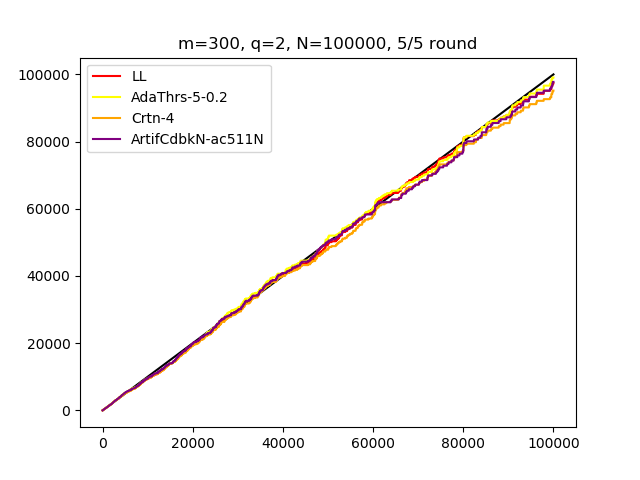 m=300, q=2, N=100000, 5/5 round
LL
AdaThrs-5-0.2
Crtn-4
ArtifCdbkN-ac511N
100000
80000
60000
40000
20000
0
0 20000 40000 60000 80000 100000